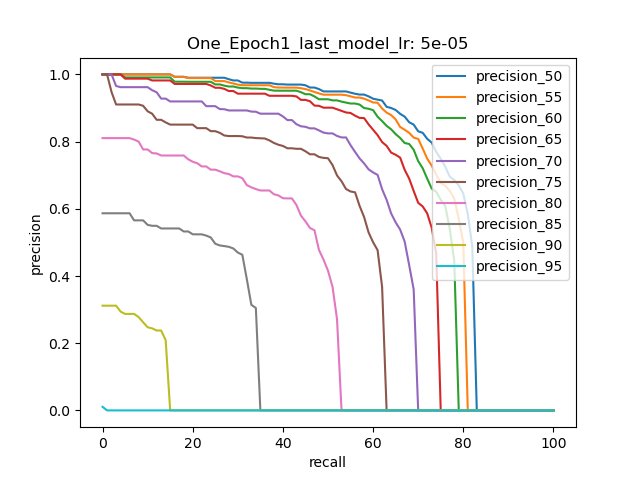 One_Epoch1_last_model_lr: 5e-05
1.0
0.8
0.6
0.4
0.2
0.0
precision
precision_50
precision_55
precision_60
precision_65
precision_70
precision_75
precision_80
precision_85
precision_90
precision_95
0 20 40 60 80 100
recall